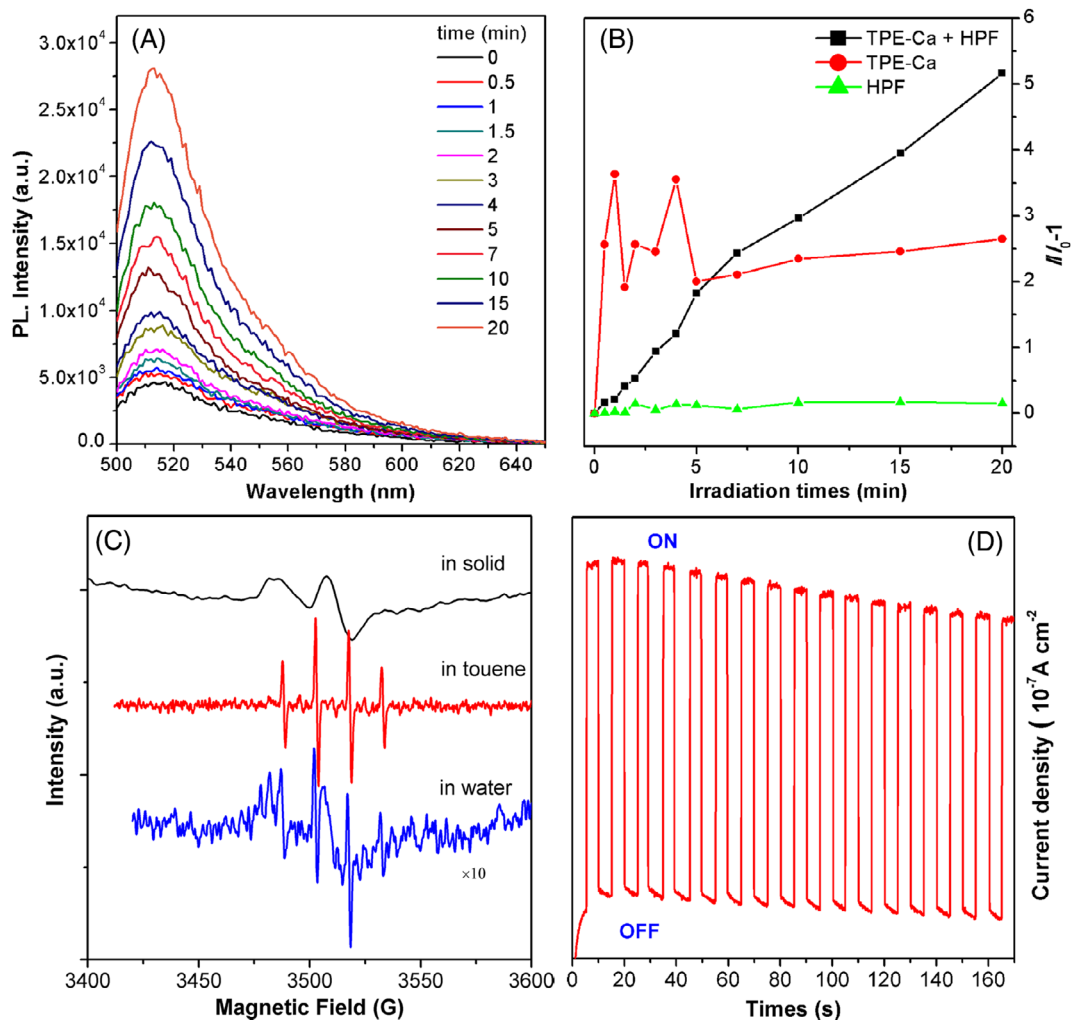 (A)
time (min)
0
0.5
1
1.5
2
3
4
5
7
10
15
20
3.0x10⁴
2.5x10⁴
2.0x10⁴
1.5x10⁴
1.0x10⁴
5.0x10³
0.0
PL. Intensity (a.u.)
500 520 540 560 580 600 620 640
Wavelength (nm)
(B)
TPE-Ca + HPF
TPE-Ca
HPF
6
5
4
3
2
1
0
I/I₀-1
0 5 10 15 20
Irradiation times (min)
(C)
in solid
in touene
in water
×10
Intensity (a.u.)
3400 3450 3500 3550 3600
Magnetic Field (G)
(D)
ON
OFF
Current density ( 10⁻⁷A cm⁻²
0 20 40 60 80 100 120 140 160
Times (s)